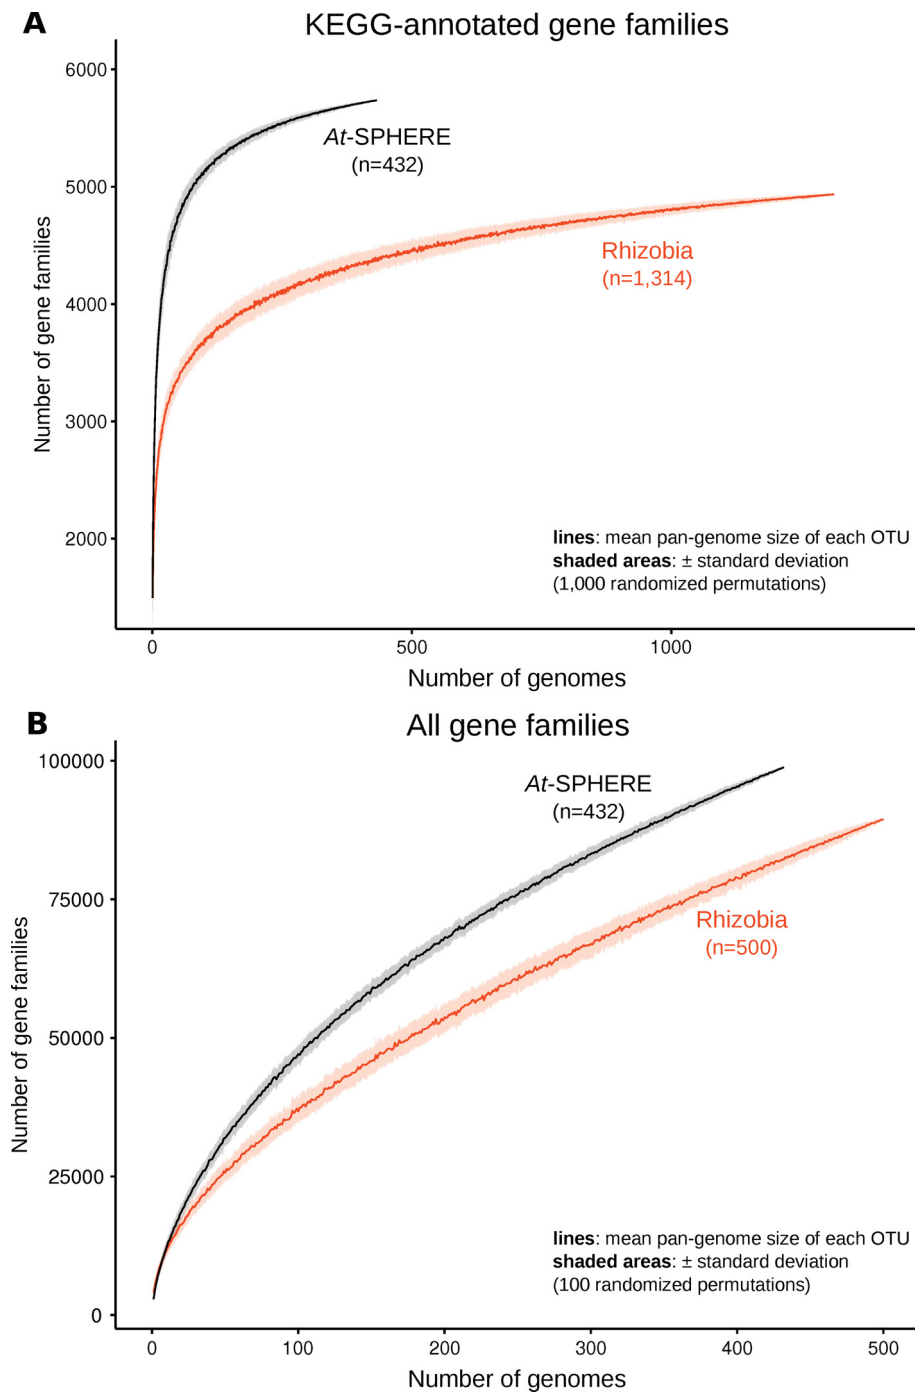 A
KEGG-annotated gene families
6000
5000
4000
3000
2000
Number of gene families
At-SPHERE
(n=432)
Rhizobia
(n=1,314)
lines: mean pan-genome size of each OTU
shaded areas: ± standard deviation
(1,000 randomized permutations)
0
500
1000
Number of genomes
B
All gene families
100000
75000
50000
25000
0
Number of gene families
At-SPHERE
(n=432)
Rhizobia
(n=500)
lines: mean pan-genome size of each OTU
shaded areas: ± standard deviation
(100 randomized permutations)
0
100
200
300
400
500
Number of genomes